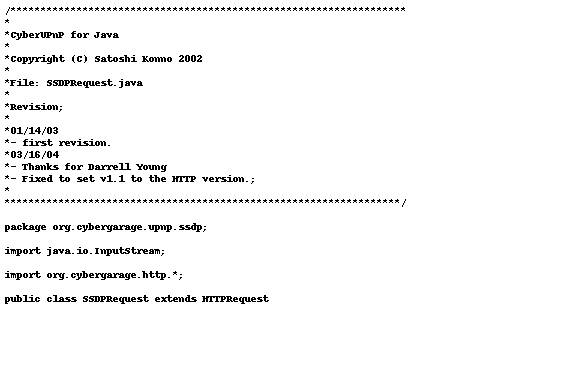 /******************************************************************
*
*CyberUPnP for Java
*
*Copyright (C) Satoshi Konno 2002
*
*File: SSDPRequest.java
*
*Revision;
*
*01/14/03
*- first revision.
*03/16/04
*- Thanks for Darrell Young
*- Fixed to set v1.1 to the HTTP version.;
*
******************************************************************/
package org.cybergarage.upnp.ssdp;
import java.io.InputStream;
import org.cybergarage.http.*;
public class SSDPRequest extends HTTPRequest